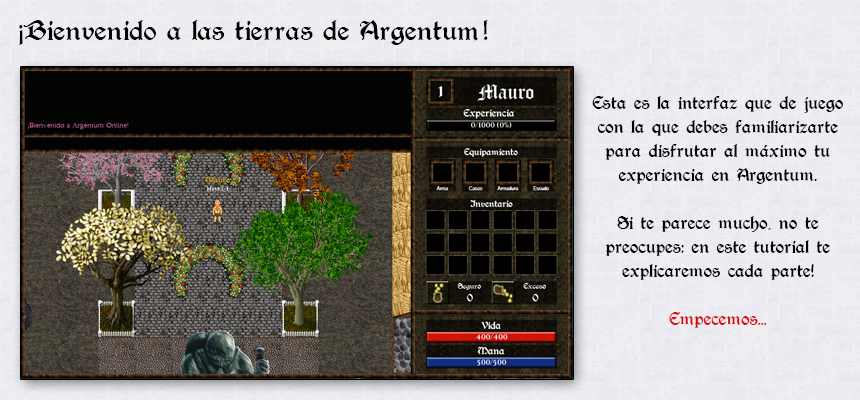 ¡Bienvenido a las tierras de Argentum!
¡Bienvenido a Argentum Online!
1 Mauro
Experiencia
0/1000 (0%)
Equipamiento
Arma Casco Armadura Escudo
Inventario
Seguro Exceso
0 0
Vida
400/400
Mana
500/500
Esta es la interfaz que de juego
con la que debes familiarizarte
para disfrutar al máximo tu
experiencia en Argentum.
Si te parece mucho, no te
preocupes: en este tutorial te
explicaremos cada parte!
Empecemos...